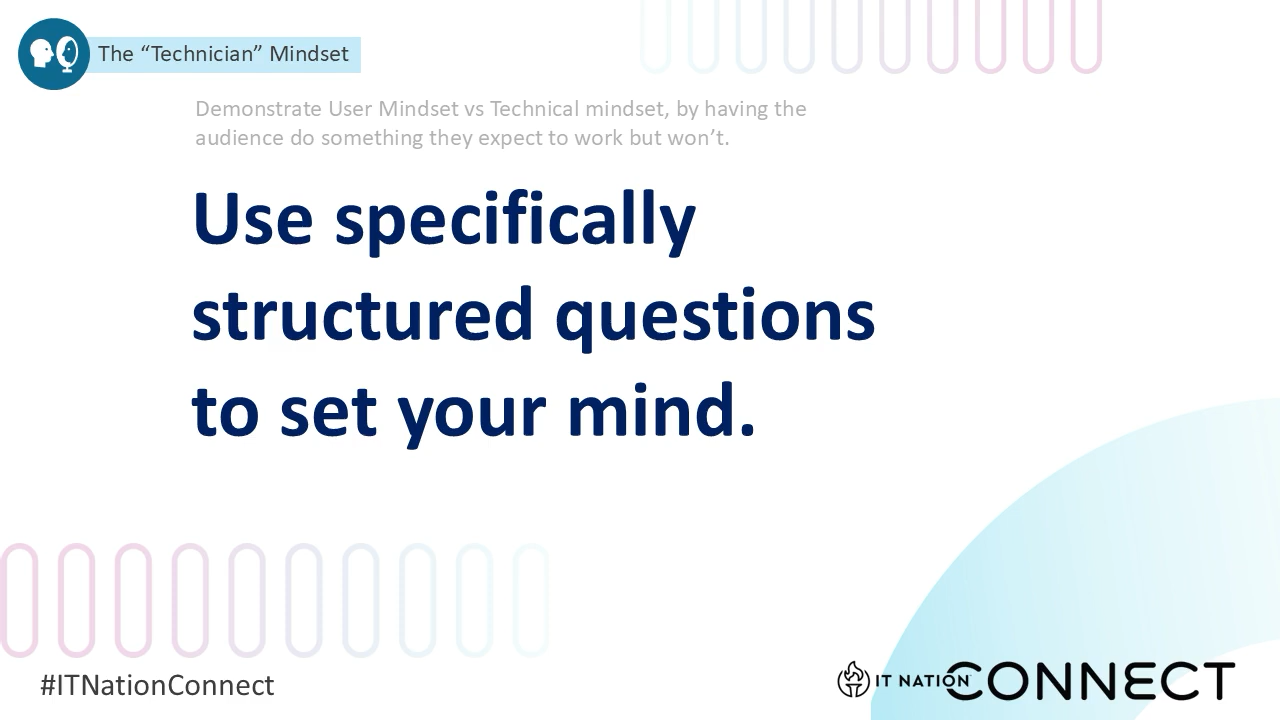 The “Technician” Mindset
Demonstrate User Mindset vs Technical mindset, by having the
audience do something they expect to work but won’t.
Use specifically
structured questions
to set your mind.
#ITNationConnect
IT NATION CONNECT